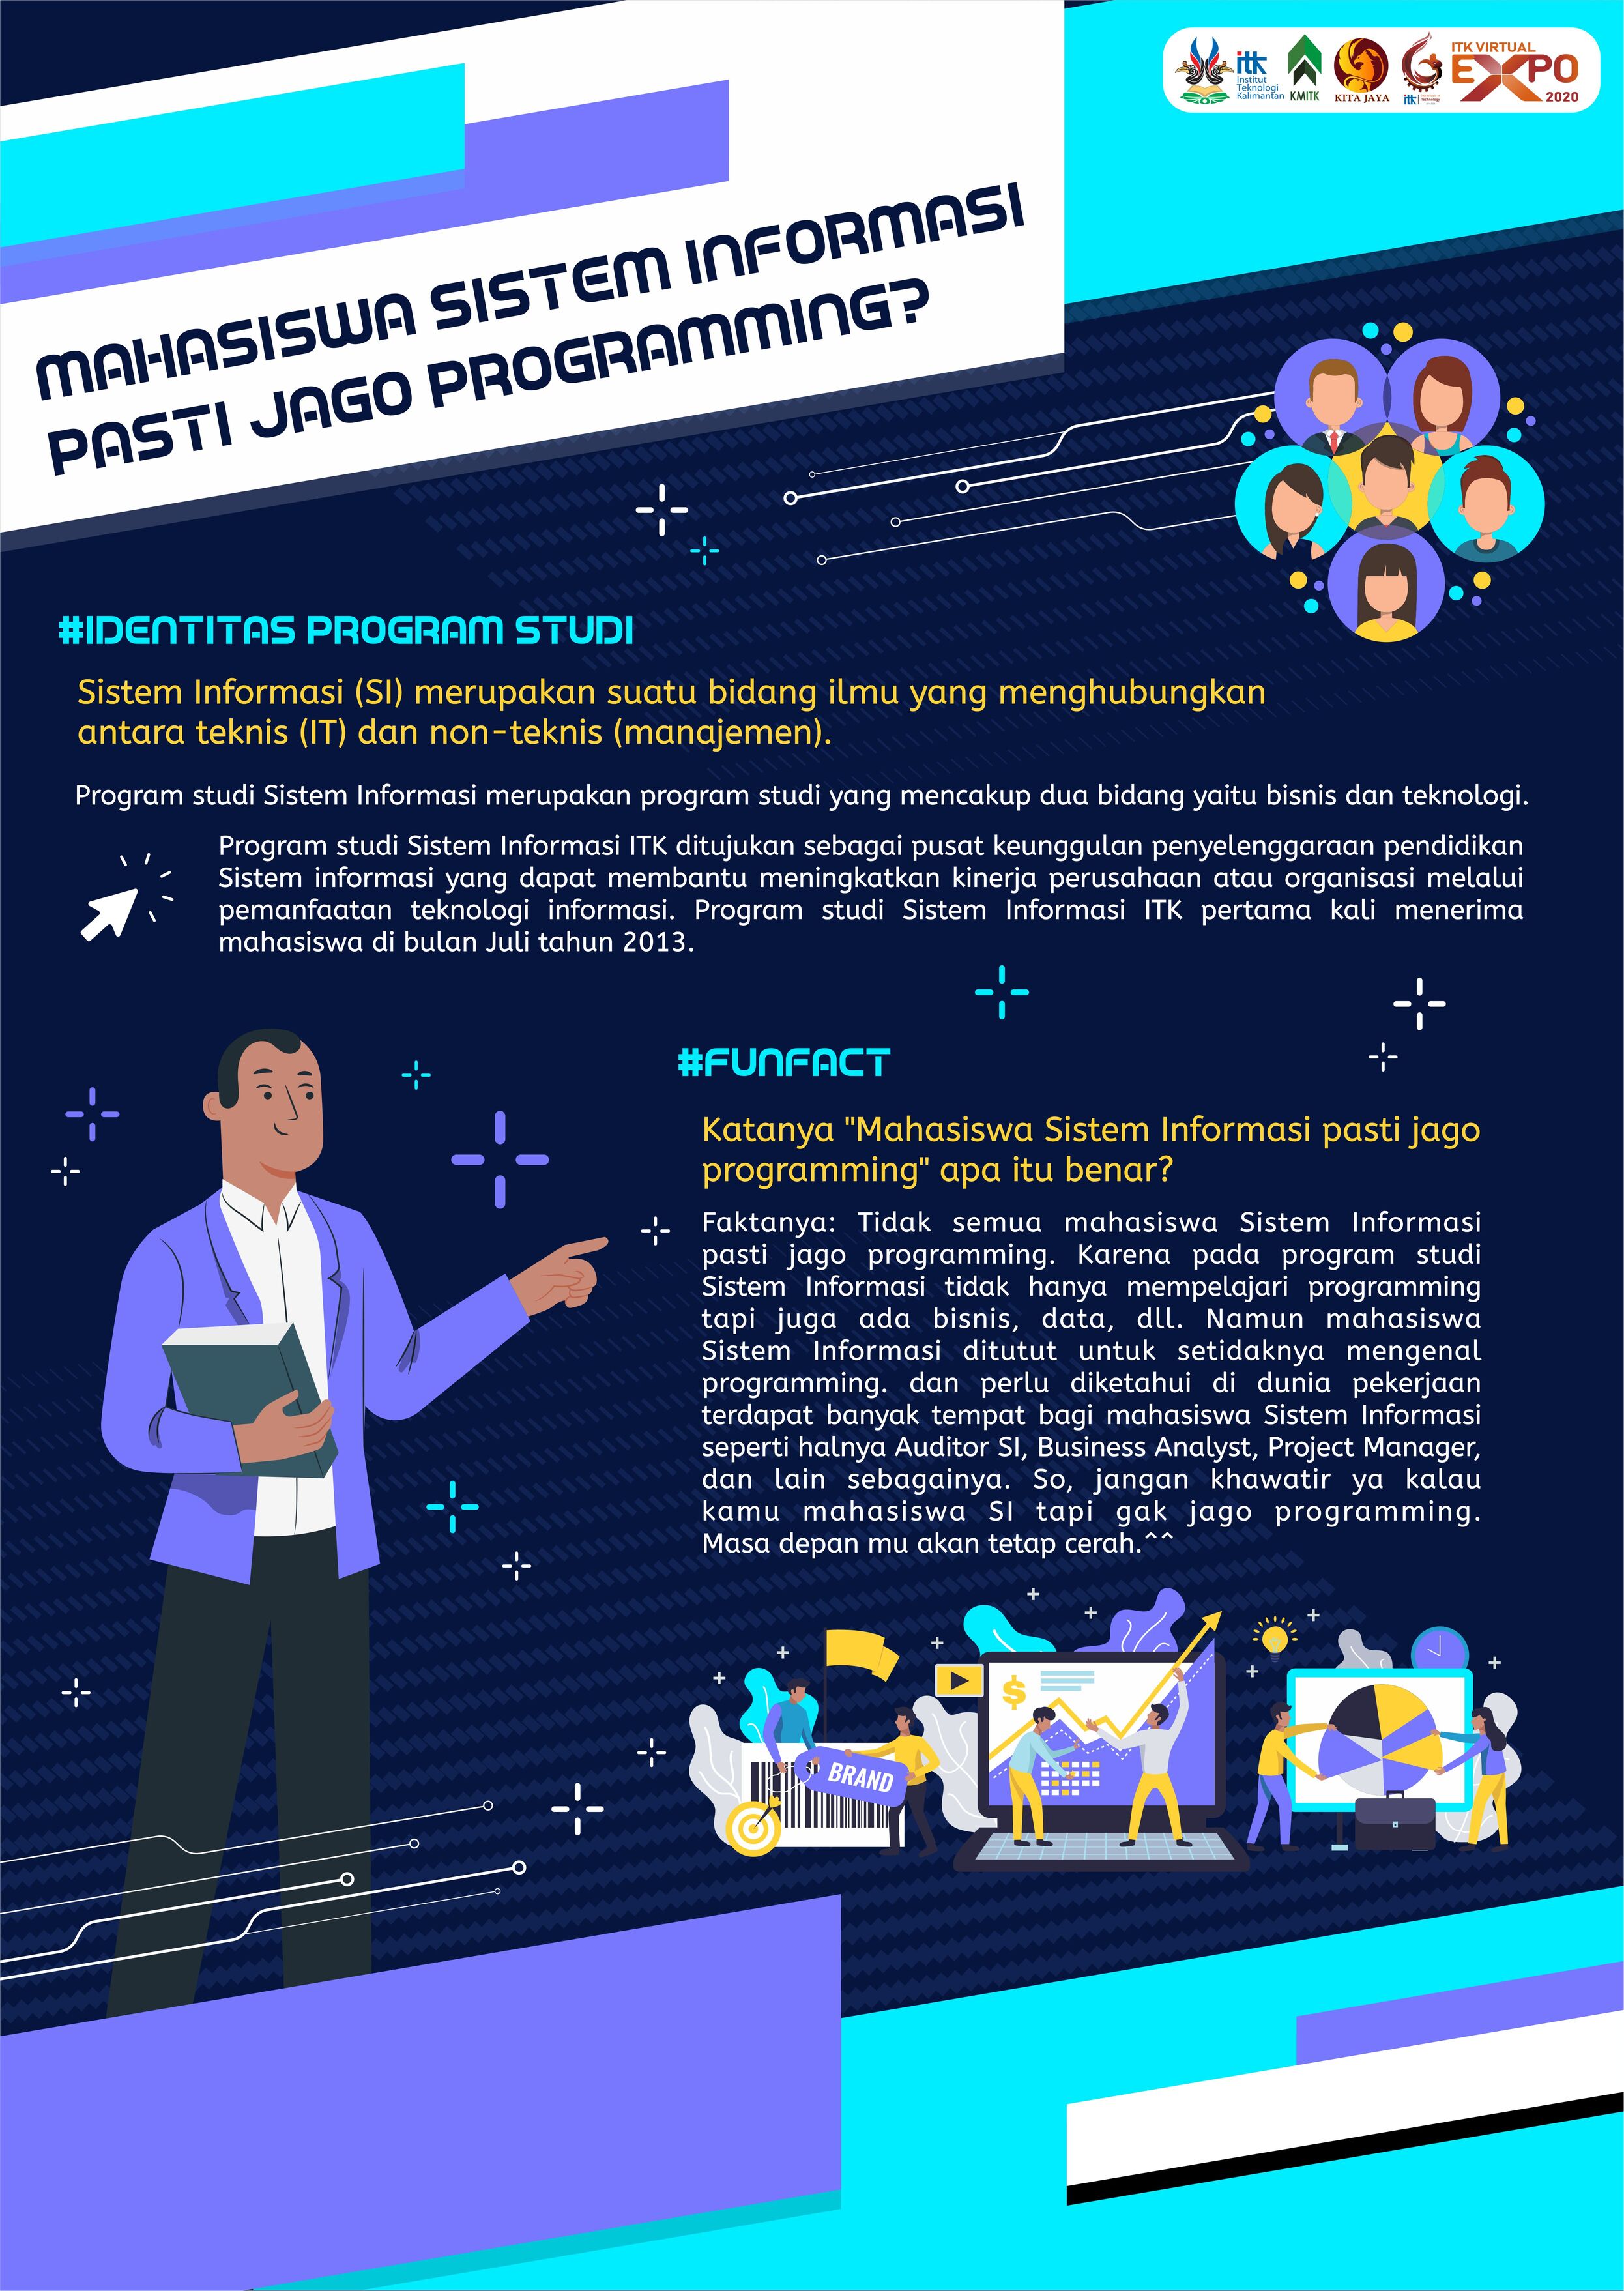 itk
Institut
Teknologi
Kalimantan
KMITK
KITA JAYA
itk
ITK VIRTUAL
EXPO
2020
MAHASISWA SISTEM INFORMASI
PASTI JAGO PROGRAMMING?
#IDENTITAS PROGRAM STUDI
Sistem Informasi (SI) merupakan suatu bidang ilmu yang menghubungkan
antara teknis (IT) dan non-teknis (manajemen).
Program studi Sistem Informasi merupakan program studi yang mencakup dua bidang yaitu bisnis dan teknologi.
Program studi Sistem Informasi ITK ditujukan sebagai pusat keunggulan penyelenggaraan pendidikan
Sistem informasi yang dapat membantu meningkatkan kinerja perusahaan atau organisasi melalui
pemanfaatan teknologi informasi. Program studi Sistem Informasi ITK pertama kali menerima
mahasiswa di bulan Juli tahun 2013.
#FUNFACT
Katanya "Mahasiswa Sistem Informasi pasti jago
programming" apa itu benar?
Faktanya: Tidak semua mahasiswa Sistem Informasi
pasti jago programming. Karena pada program studi
Sistem Informasi tidak hanya mempelajari programming
tapi juga ada bisnis, data, dll. Namun mahasiswa
Sistem Informasi ditutut untuk setidaknya mengenal
programming. dan perlu diketahui di dunia pekerjaan
terdapat banyak tempat bagi mahasiswa Sistem Informasi
seperti halnya Auditor SI, Business Analyst, Project Manager,
dan lain sebagainya. So, jangan khawatir ya kalau
kamu mahasiswa SI tapi gak jago programming.
Masa depan mu akan tetap cerah.^^
$
BRAND